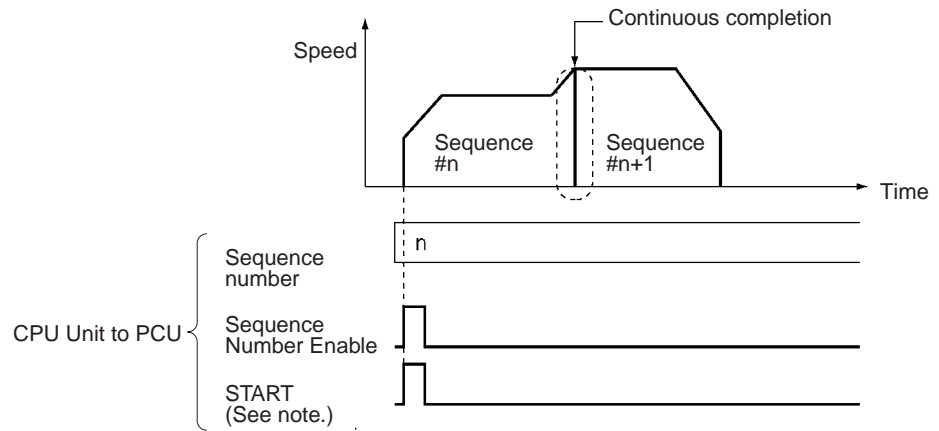 Continuous completion
Speed
Sequence
#n
Sequence
#n+1
Time
n
Sequence
number
CPU Unit to PCU
Sequence
Number Enable
START
(See note.)